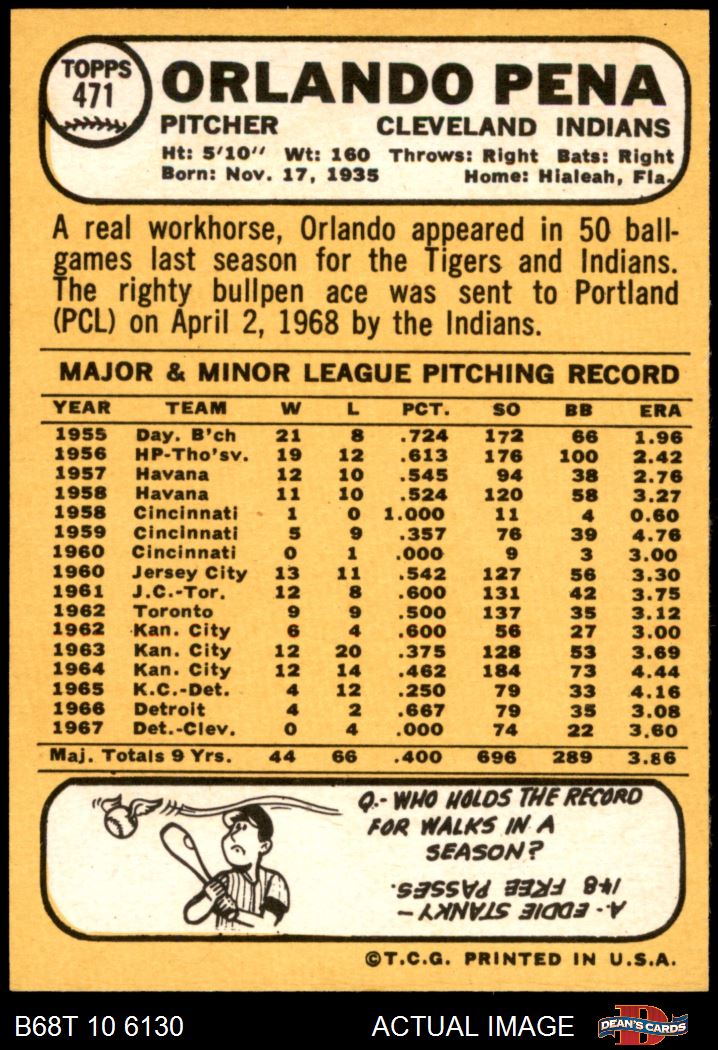 TOPPS
471
ORLANDO PENA
PITCHER CLEVELAND INDIANS
Ht: 5'10" Wt: 160 Throws: Right Bats: Right
Born: Nov. 17, 1935 Home: Hialeah, Fla.
A real workhorse, Orlando appeared in 50 ball-
games last season for the Tigers and Indians.
The righty bullpen ace was sent to Portland
(PCL) on April 2, 1968 by the Indians.
MAJOR & MINOR LEAGUE PITCHING RECORD
YEAR TEAM W L PCT. SO BB ERA
1955 Day. B'ch 21 8 .724 172 66 1.96
1956 HP-Tho'sv. 19 12 .613 176 100 2.42
1957 Havana 12 10 .545 94 38 2.76
1958 Havana 11 10 .524 120 58 3.27
1958 Cincinnati 1 0 1.000 11 4 0.60
1959 Cincinnati 5 9 .357 76 39 4.76
1960 Cincinnati 0 1 .000 9 3 3.00
1960 Jersey City 13 11 .542 127 56 3.30
1961 J.C.-Tor. 12 8 .600 131 42 3.75
1962 Toronto 9 9 .500 137 35 3.12
1962 Kan. City 6 4 .600 56 27 3.00
1963 Kan. City 12 20 .375 128 53 3.69
1964 Kan. City 12 14 .462 184 73 4.44
1965 K.C.-Det. 4 12 .250 79 33 4.16
1966 Detroit 4 2 .667 79 35 3.08
1967 Det.-Clev. 0 4 .000 74 22 3.60
Maj. Totals 9 Yrs. 44 66 .400 696 289 3.86
Q.- WHO HOLDS THE RECORD
FOR WALKS IN A
SEASON?
A.- EDDIE STANKY -
148 FREE PASSES.
©T.C.G. PRINTED IN U.S.A.
B68T 10 6130 ACTUAL IMAGE
DEAN'S CARDS